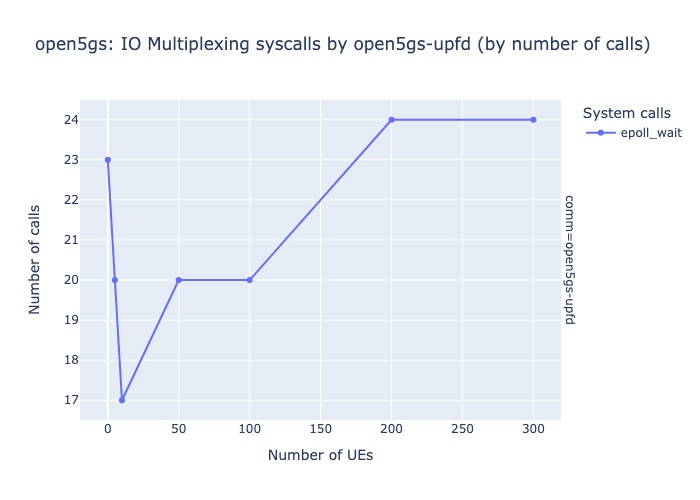 open5gs: IO Multiplexing syscalls by open5gs-upfd (by number of calls)
System calls
epoll_wait
Number of calls
24
23
22
21
20
19
18
17
comm=open5gs-upfd
0 50 100 150 200 250 300
Number of UEs